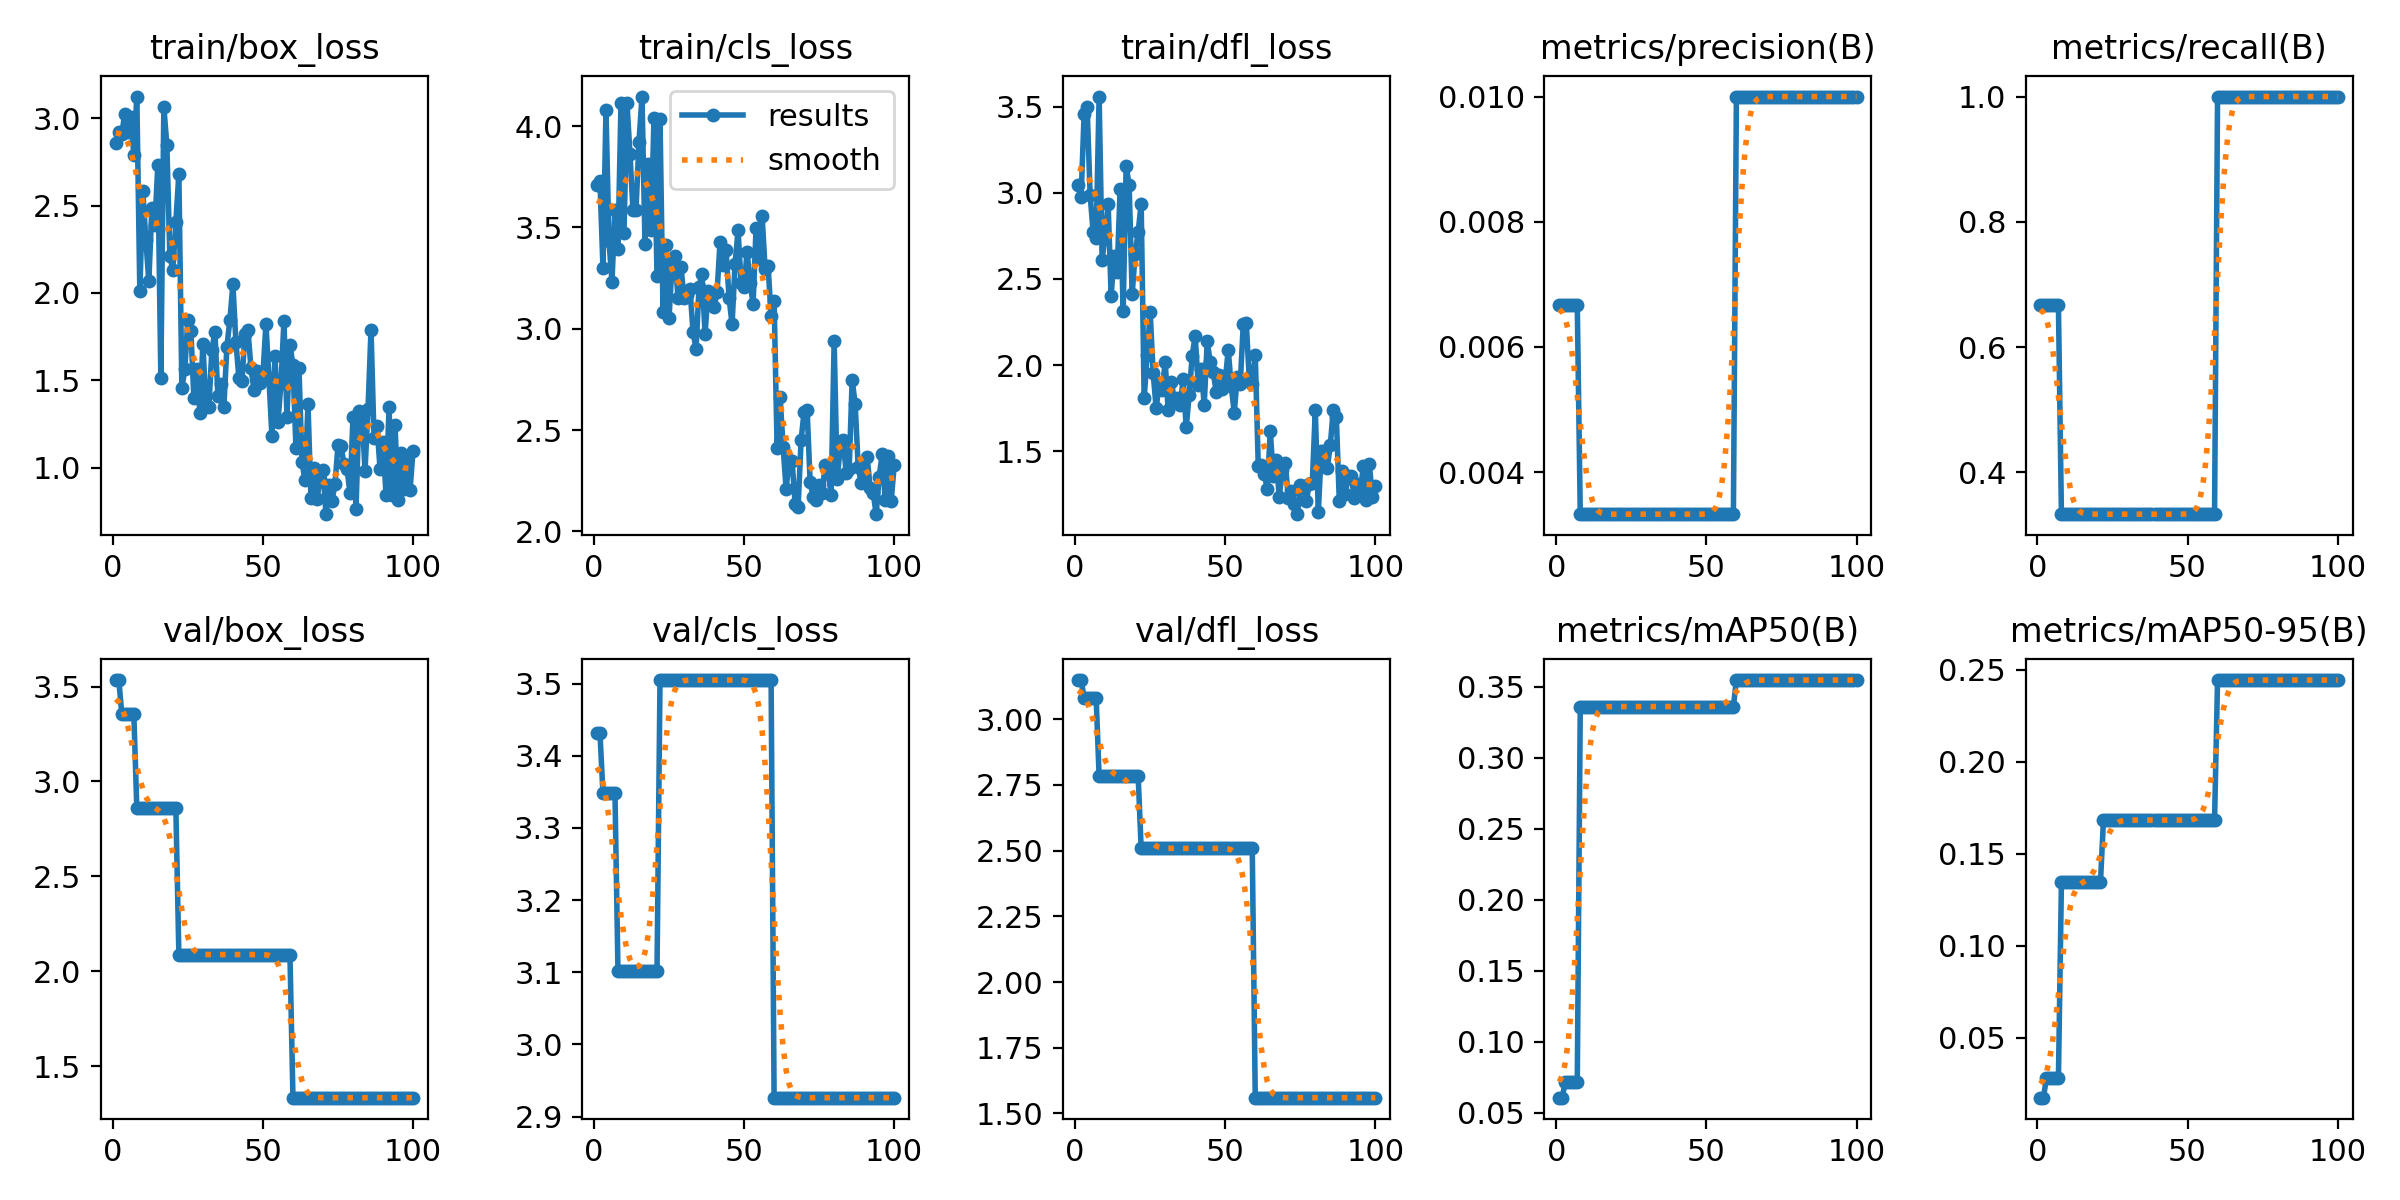 train/box_loss
3.0
2.5
2.0
1.5
1.0
0 50 100
train/cls_loss
results
smooth
4.0
3.5
3.0
2.5
2.0
0 50 100
train/dfl_loss
3.5
3.0
2.5
2.0
1.5
0 50 100
metrics/precision(B)
0.010
0.008
0.006
0.004
0 50 100
metrics/recall(B)
1.0
0.8
0.6
0.4
0 50 100
val/box_loss
3.5
3.0
2.5
2.0
1.5
0 50 100
val/cls_loss
3.5
3.4
3.3
3.2
3.1
3.0
2.9
0 50 100
val/dfl_loss
3.00
2.75
2.50
2.25
2.00
1.75
1.50
0 50 100
metrics/mAP50(B)
0.35
0.30
0.25
0.20
0.15
0.10
0.05
0 50 100
metrics/mAP50-95(B)
0.25
0.20
0.15
0.10
0.05
0 50 100